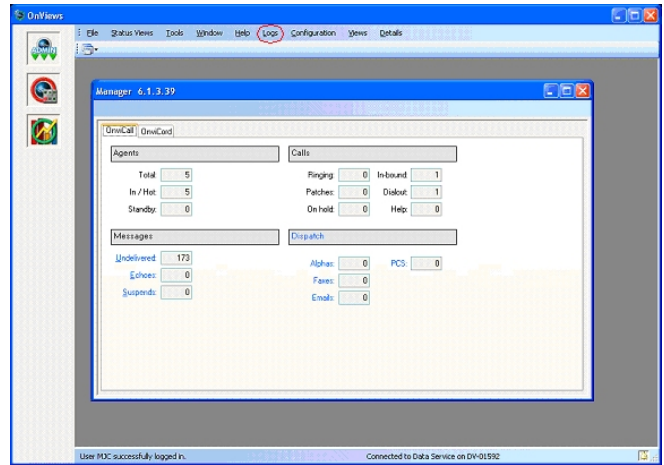 OnViews
File Status Views Tools Window Help Logs Configuration Views Details
ADMIN
Manager 6.1.3.39
OnviCall OnviCord
Agents Calls
Total: 5 Ringing: 0 In-bound: 1
In / Hot: 5 Patches: 0 Dialout: 1
Standby: 0 On hold: 0 Help: 0
Messages Dispatch
Undelivered: 173
Alphas: 0 PCS: 0
Echoes: 0
Faxes: 0
Suspends: 0
Emails: 0
User MJC successfully logged in. Connected to Data Service on DV-01592